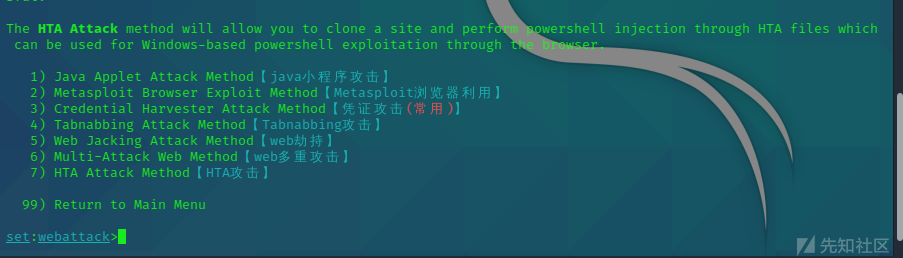 The HTA Attack method will allow you to clone a site and perform powershell injection through HTA files which
can be used for Windows-based powershell exploitation through the browser.
1) Java Applet Attack Method【java小程序攻击】
2) Metasploit Browser Exploit Method【Metasploit浏览器利用】
3) Credential Harvester Attack Method【凭证攻击(常用)】
4) Tabnabbing Attack Method【Tabnabbing攻击】
5) Web Jacking Attack Method【web劫持】
6) Multi-Attack Web Method【web多重攻击】
7) HTA Attack Method【HTA攻击】
99) Return to Main Menu
set:webattack>
先知社区